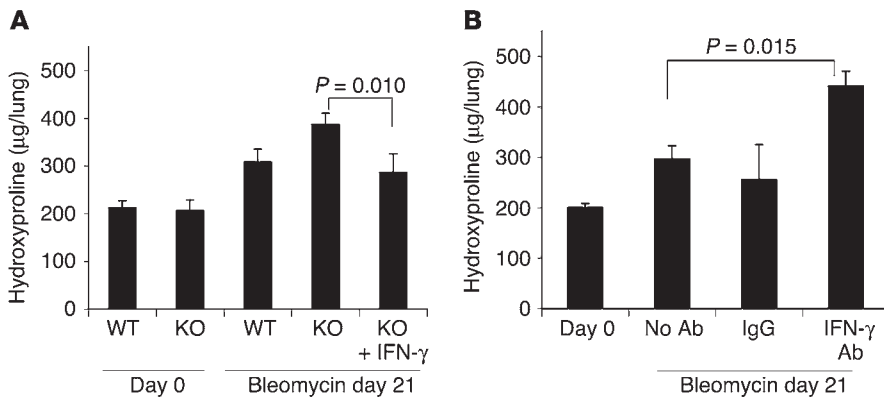 A
Hydroxyproline (μg/lung)
500
400
300
200
100
0
P = 0.010
WT KO WT KO KO
+ IFN-γ
Day 0 Bleomycin day 21
B
Hydroxyproline (μg/lung)
500
400
300
200
100
0
P = 0.015
Day 0 No Ab IgG IFN-γ
Ab
Bleomycin day 21